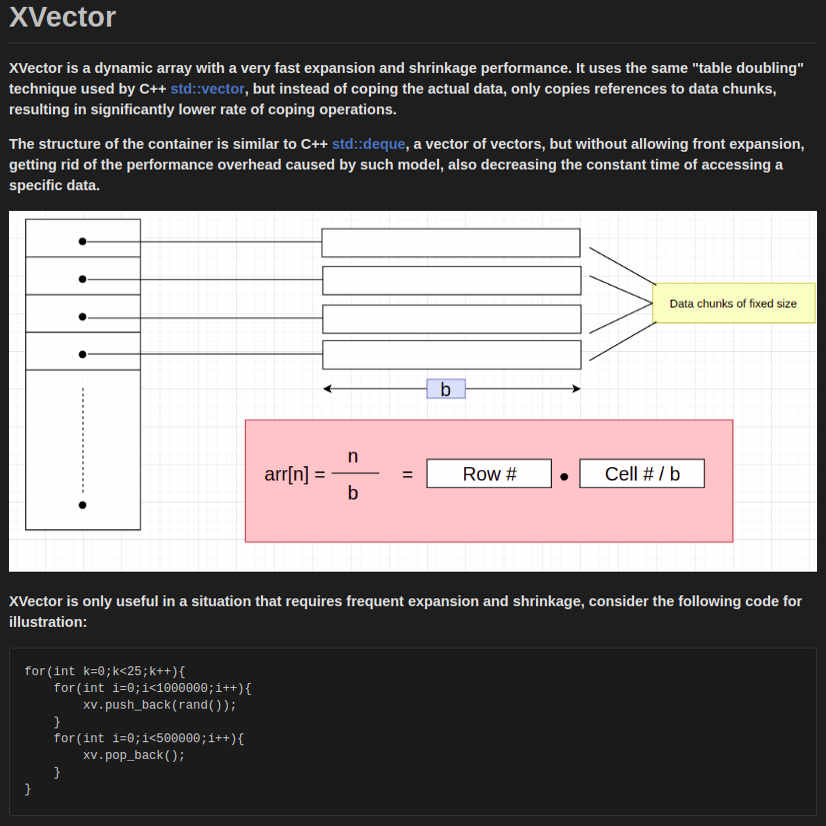 XVector
XVector is a dynamic array with a very fast expansion and shrinkage performance. It uses the same "table doubling"
technique used by C++ std::vector, but instead of coping the actual data, only copies references to data chunks,
resulting in significantly lower rate of coping operations.
The structure of the container is similar to C++ std::deque, a vector of vectors, but without allowing front expansion,
getting rid of the performance overhead caused by such model, also decreasing the constant time of accessing a
specific data.
Data chunks of fixed size
b
n
arr[n] = = Row # • Cell # / b
b
XVector is only useful in a situation that requires frequent expansion and shrinkage, consider the following code for
illustration:
for(int k=0;k<25;k++){
    for(int i=0;i<1000000;i++){
        xv.push_back(rand());
    }
    for(int i=0;i<500000;i++){
        xv.pop_back();
    }
}